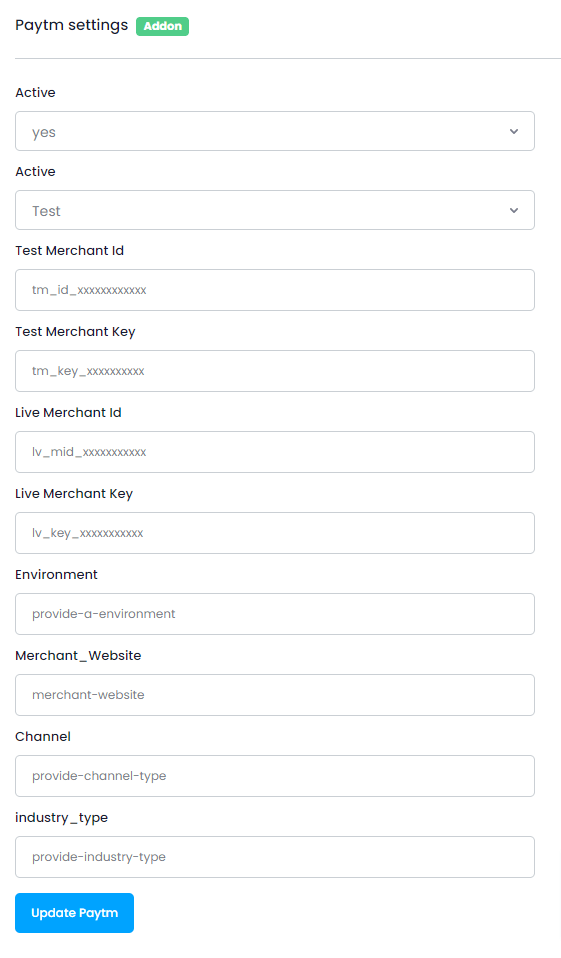 Paytm settings Addon
Active
yes
Active
Test
Test Merchant Id
tm_id_xxxxxxxxxxxx
Test Merchant Key
tm_key_xxxxxxxxxx
Live Merchant Id
lv_mid_xxxxxxxxxxx
Live Merchant Key
lv_key_xxxxxxxxxxx
Environment
provide-a-environment
Merchant_Website
merchant-website
Channel
provide-channel-type
industry_type
provide-industry-type
Update Paytm